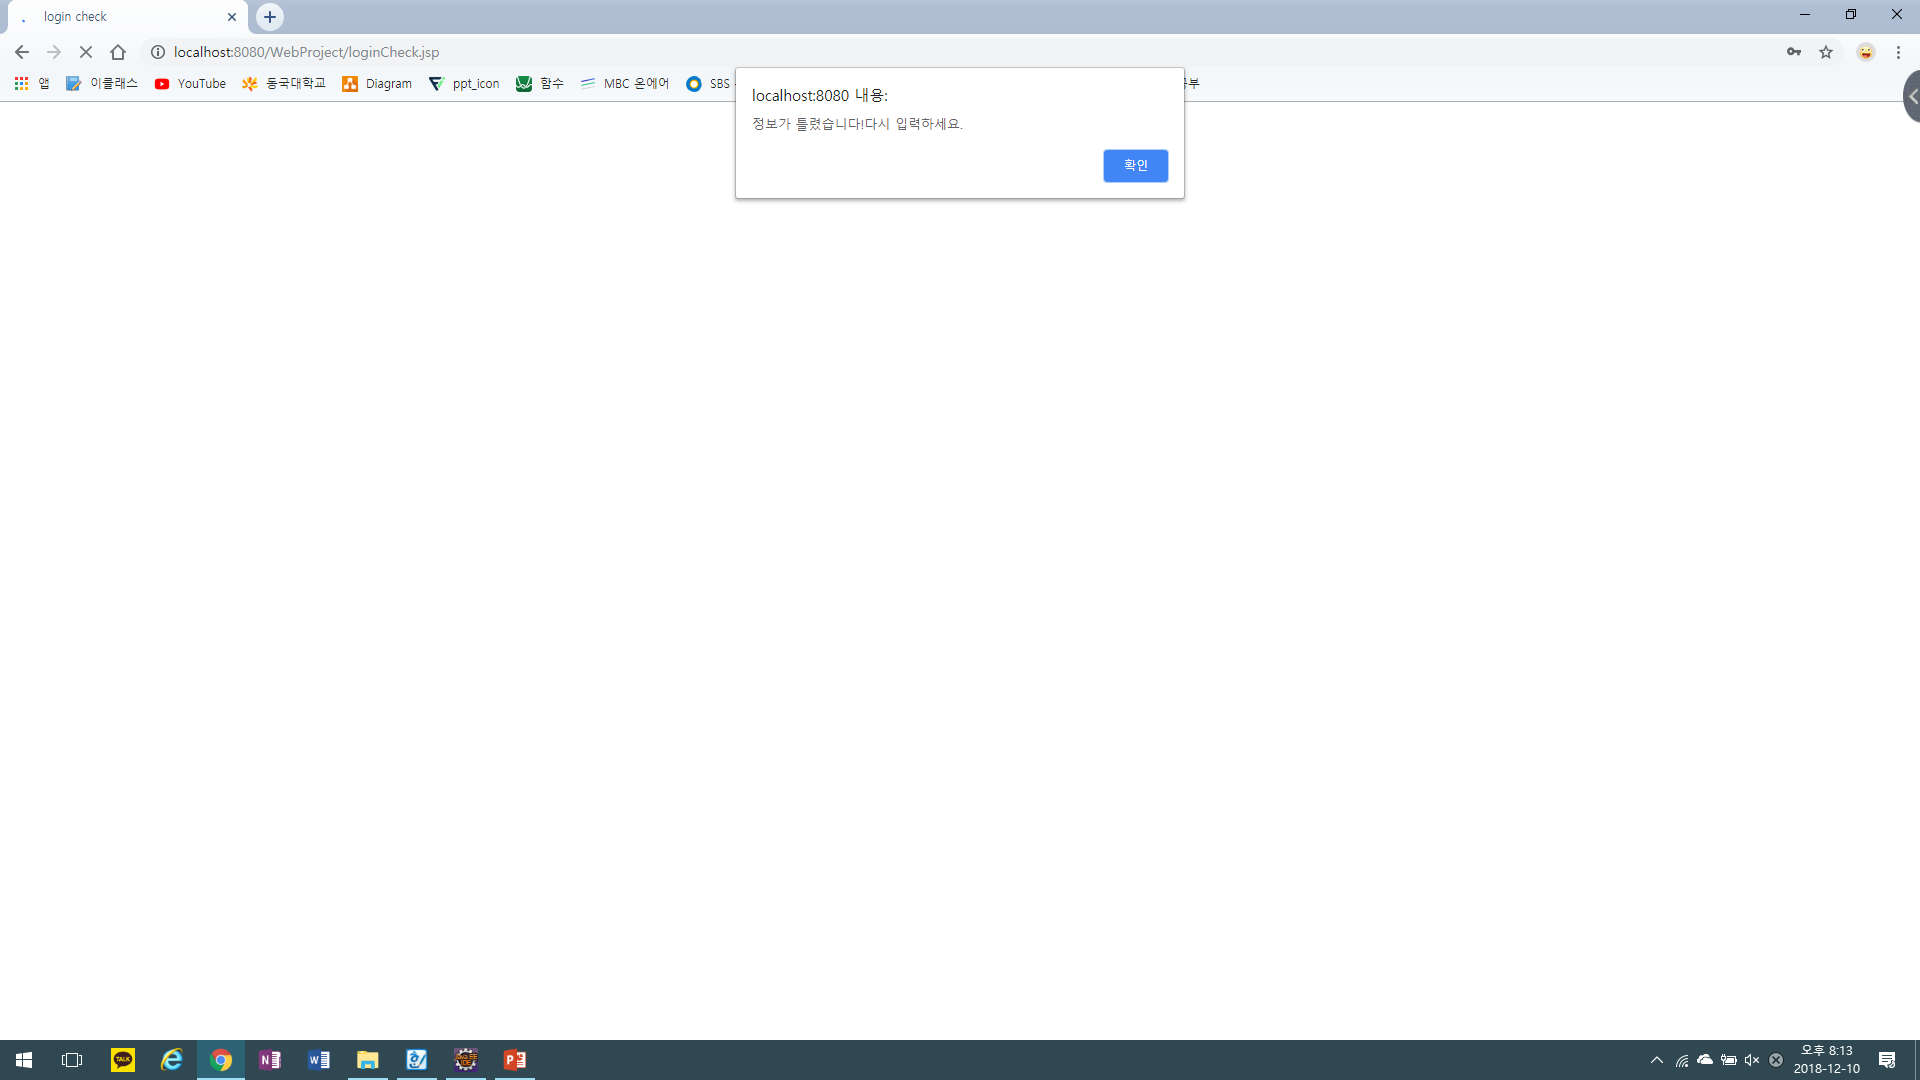 login check
localhost:8080/WebProject/loginCheck.jsp
앱 이클래스 YouTube 동국대학교 Diagram ppt_icon 함수 MBC 온에어 SBS
localhost:8080 내용:
정보가 틀렸습니다!다시 입력하세요.
확인
TALK
오후 8:13
2018-12-10